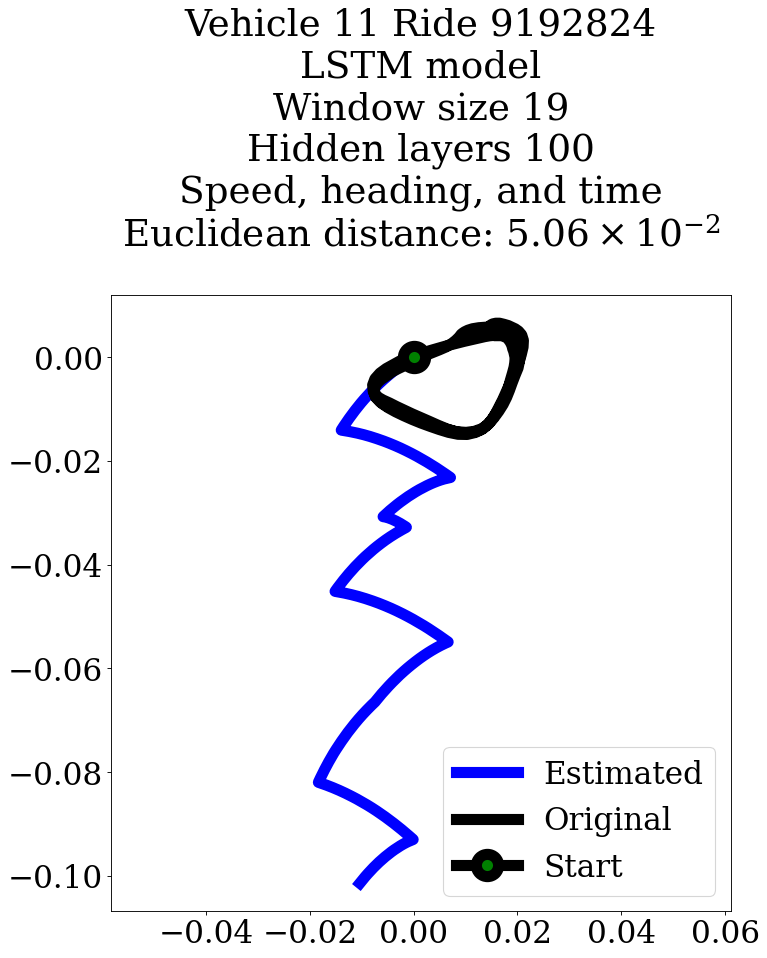 Vehicle 11 Ride 9192824
LSTM model
Window size 19
Hidden layers 100
Speed, heading, and time
Euclidean distance: 5.06 × 10⁻²
0.00
−0.02
−0.04
−0.06
−0.08
−0.10
Estimated
Original
Start
−0.04 −0.02 0.00 0.02 0.04 0.06